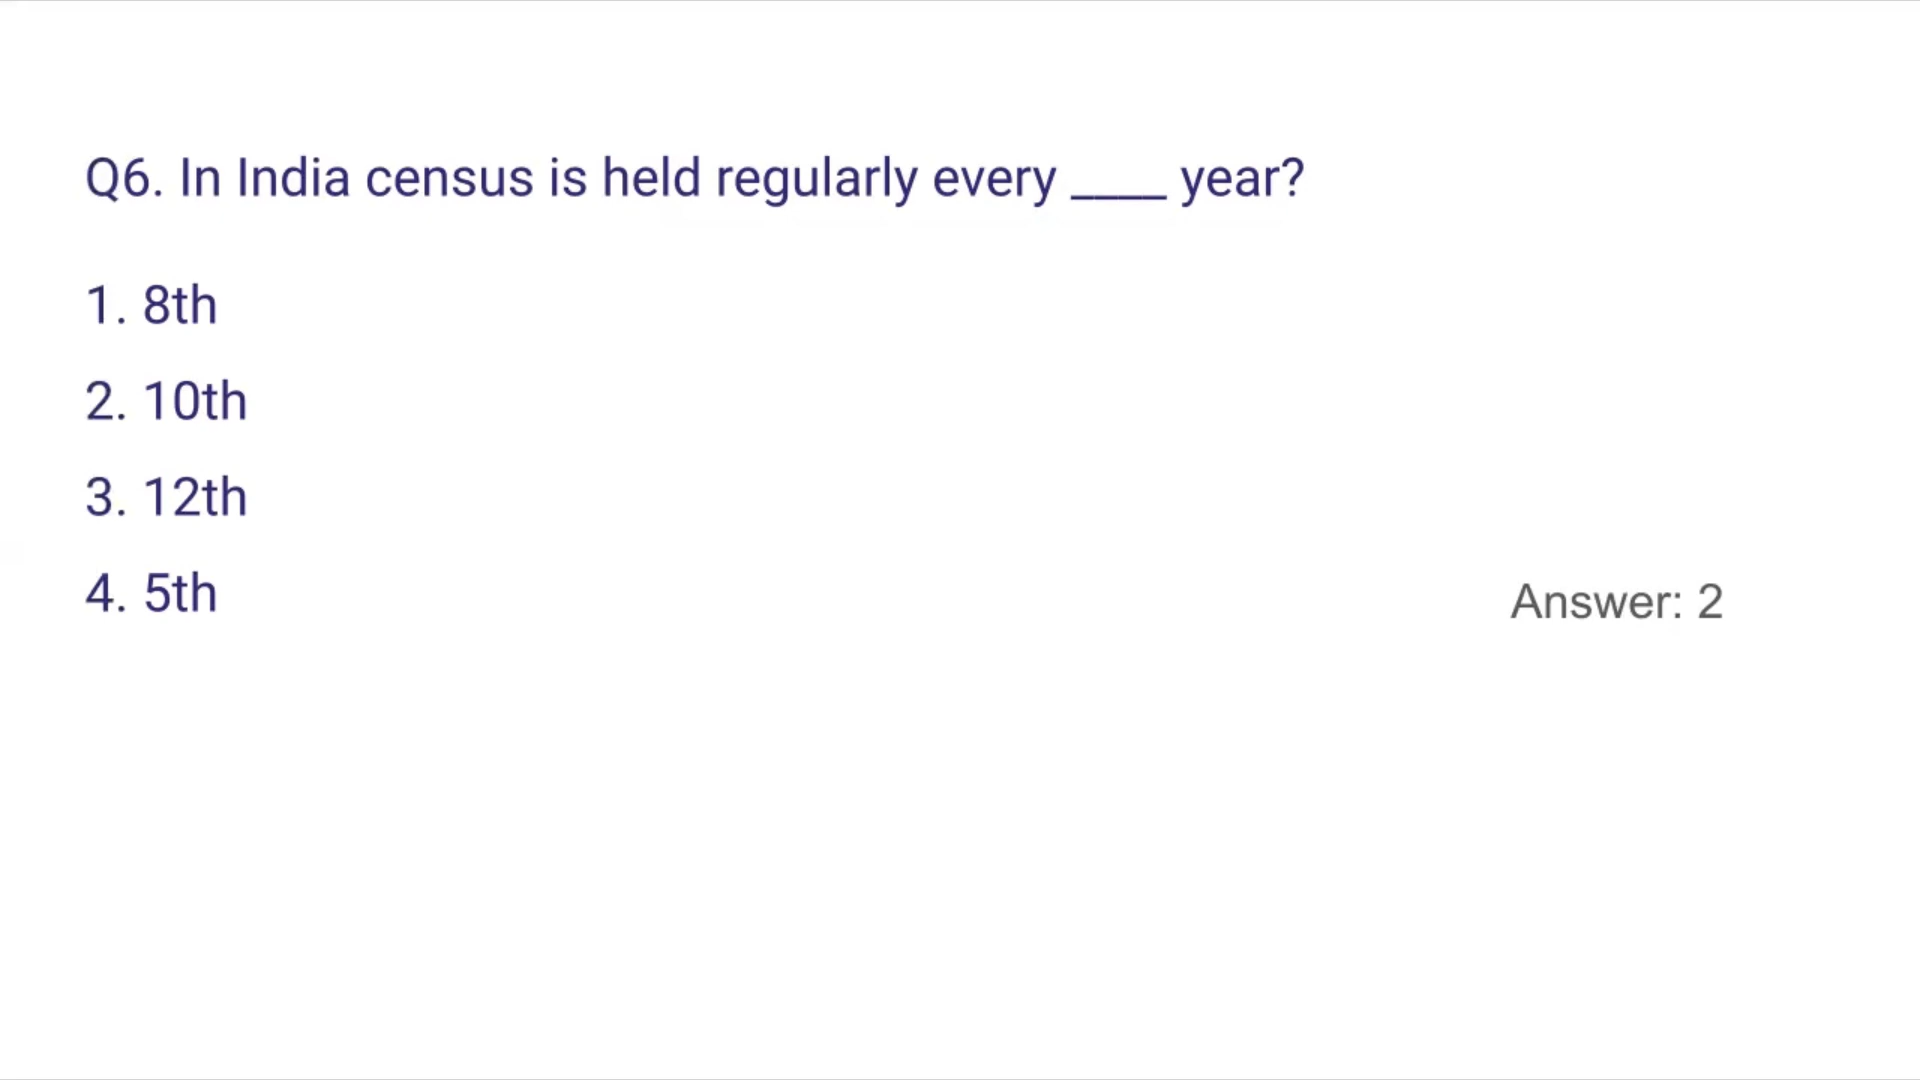 Q6. In India census is held regularly every ____ year?
1. 8th
2. 10th
3. 12th
4. 5th
Answer: 2